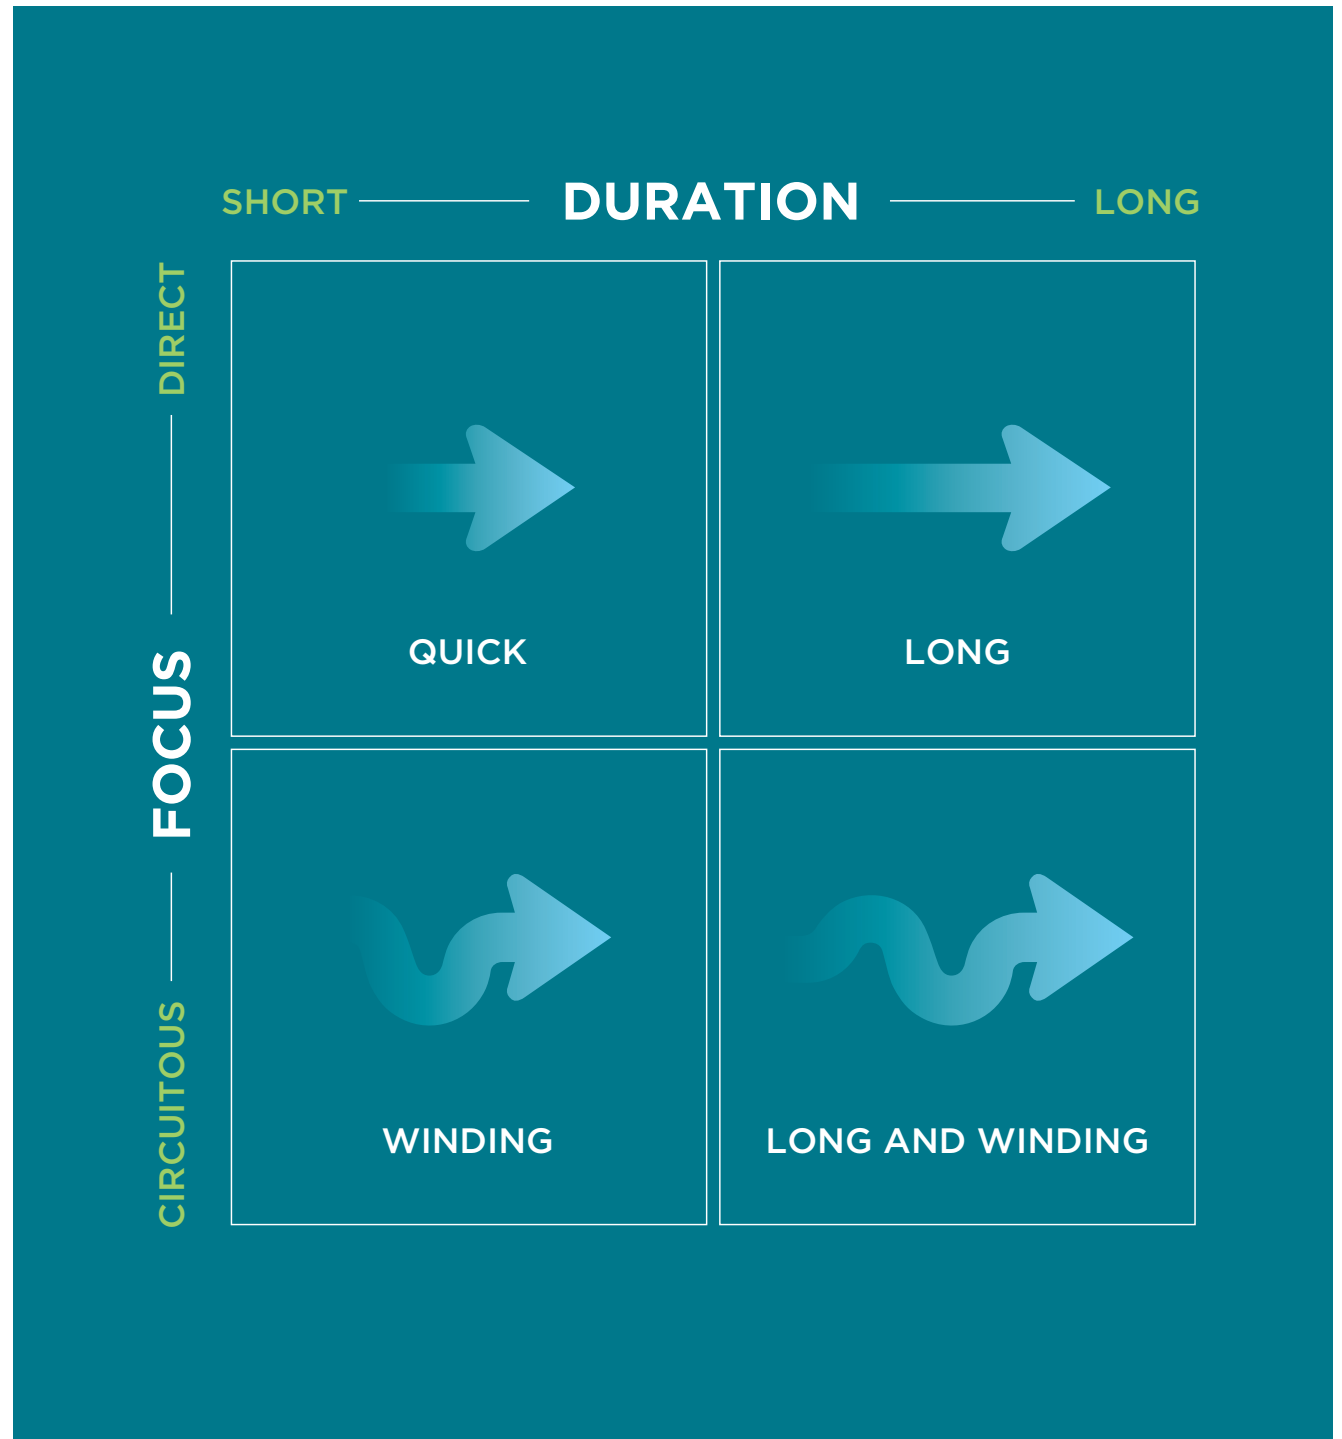 SHORT DURATION LONG
DIRECT
FOCUS
CIRCUITOUS
QUICK
LONG
WINDING
LONG AND WINDING